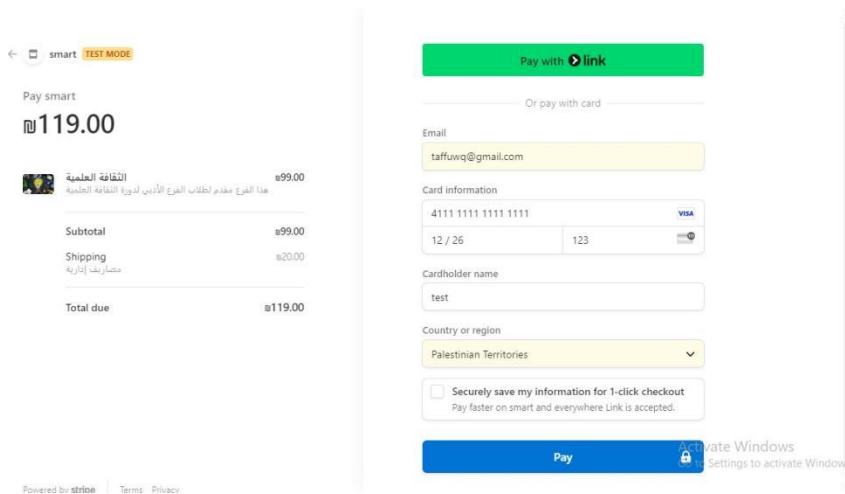 smart TEST MODE
Pay smart
₪119.00
الثقافة العلمية ₪99.00
هذا الفرع مقدم لطلاب الفرع الأدبي لدورة الثقافة العلمية
Subtotal ₪99.00
Shipping ₪20.00
مصاريف إدارية
Total due ₪119.00
Powered by stripe Terms Privacy
Pay with link
Or pay with card
Email
taffuwq@gmail.com
Card information
4111 1111 1111 1111 VISA
12 / 26 123
Cardholder name
test
Country or region
Palestinian Territories
Securely save my information for 1-click checkout
Pay faster on smart and everywhere Link is accepted.
Pay
Activate Windows
Go to Settings to activate Window